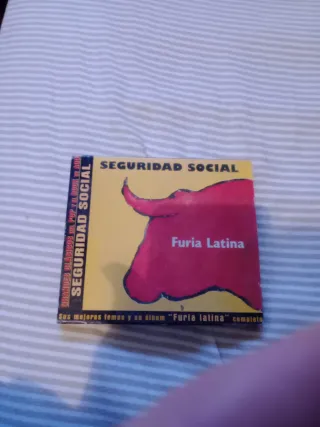 SEGURIDAD SOCIAL
Furia Latina
Sus mejores temas y su álbum "Furia latina" completo
SEGURIDAD SOCIAL